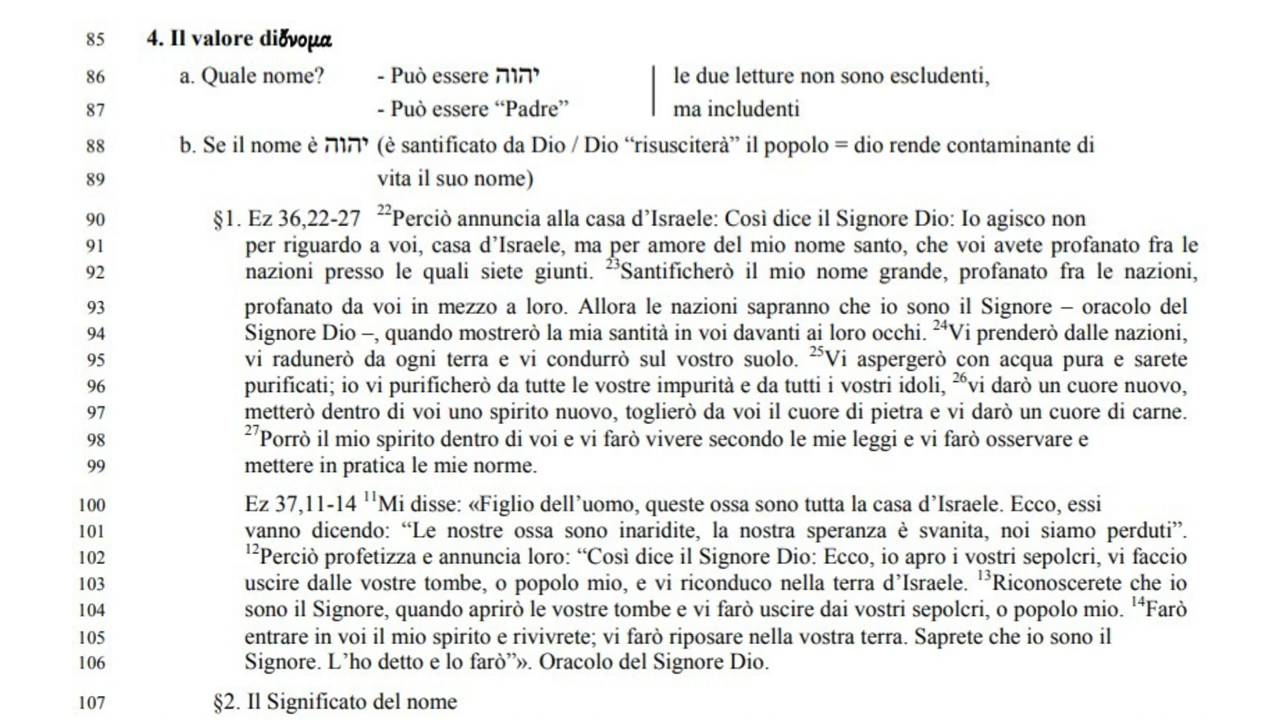 85 4. Il valore di ὄνομα
86 a. Quale nome? - Può essere יהוה | le due letture non sono escludenti,
87 - Può essere “Padre” | ma includenti
88 b. Se il nome è יהוה (è santificato da Dio / Dio “risusciterà” il popolo = dio rende contaminante di
89 vita il suo nome)
90 §1. Ez 36,22-27 22Perciò annuncia alla casa d’Israele: Così dice il Signore Dio: Io agisco non
91 per riguardo a voi, casa d’Israele, ma per amore del mio nome santo, che voi avete profanato fra le
92 nazioni presso le quali siete giunti. 23Santificherò il mio nome grande, profanato fra le nazioni,
93 profanato da voi in mezzo a loro. Allora le nazioni sapranno che io sono il Signore – oracolo del
94 Signore Dio –, quando mostrerò la mia santità in voi davanti ai loro occhi. 24Vi prenderò dalle nazioni,
95 vi radunerò da ogni terra e vi condurrò sul vostro suolo. 25Vi aspergerò con acqua pura e sarete
96 purificati; io vi purificherò da tutte le vostre impurità e da tutti i vostri idoli, 26vi darò un cuore nuovo,
97 metterò dentro di voi uno spirito nuovo, toglierò da voi il cuore di pietra e vi darò un cuore di carne.
98 27Porrò il mio spirito dentro di voi e vi farò vivere secondo le mie leggi e vi farò osservare e
99 mettere in pratica le mie norme.
100 Ez 37,11-14 11Mi disse: «Figlio dell’uomo, queste ossa sono tutta la casa d’Israele. Ecco, essi
101 vanno dicendo: “Le nostre ossa sono inaridite, la nostra speranza è svanita, noi siamo perduti”.
102 12Perciò profetizza e annuncia loro: “Così dice il Signore Dio: Ecco, io apro i vostri sepolcri, vi faccio
103 uscire dalle vostre tombe, o popolo mio, e vi riconduco nella terra d’Israele. 13Riconoscerete che io
104 sono il Signore, quando aprirò le vostre tombe e vi farò uscire dai vostri sepolcri, o popolo mio. 14Farò
105 entrare in voi il mio spirito e rivivrete; vi farò riposare nella vostra terra. Saprete che io sono il
106 Signore. L’ho detto e lo farò”». Oracolo del Signore Dio.
107 §2. Il Significato del nome